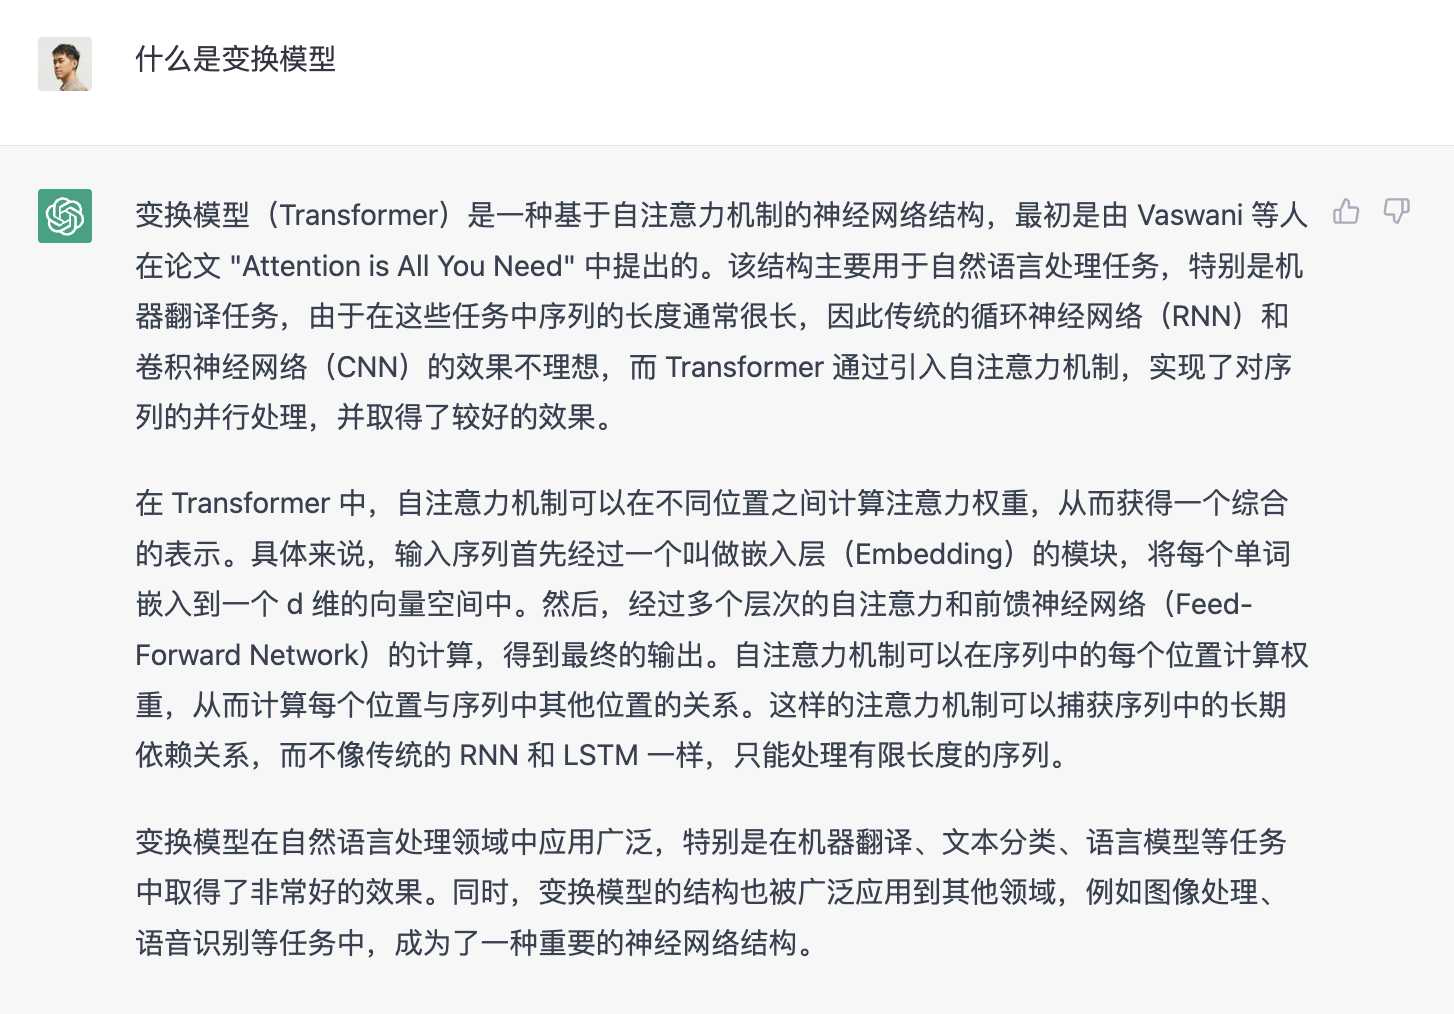 什么是变换模型
变换模型（Transformer）是一种基于自注意力机制的神经网络结构，最初是由 Vaswani 等人
在论文 "Attention is All You Need" 中提出的。该结构主要用于自然语言处理任务，特别是机
器翻译任务，由于在这些任务中序列的长度通常很长，因此传统的循环神经网络（RNN）和
卷积神经网络（CNN）的效果不理想，而 Transformer 通过引入自注意力机制，实现了对序
列的并行处理，并取得了较好的效果。
在 Transformer 中，自注意力机制可以在不同位置之间计算注意力权重，从而获得一个综合
的表示。具体来说，输入序列首先经过一个叫做嵌入层（Embedding）的模块，将每个单词
嵌入到一个 d 维的向量空间中。然后，经过多个层次的自注意力和前馈神经网络（Feed-
Forward Network）的计算，得到最终的输出。自注意力机制可以在序列中的每个位置计算权
重，从而计算每个位置与序列中其他位置的关系。这样的注意力机制可以捕获序列中的长期
依赖关系，而不像传统的 RNN 和 LSTM 一样，只能处理有限长度的序列。
变换模型在自然语言处理领域中应用广泛，特别是在机器翻译、文本分类、语言模型等任务
中取得了非常好的效果。同时，变换模型的结构也被广泛应用到其他领域，例如图像处理、
语音识别等任务中，成为了一种重要的神经网络结构。